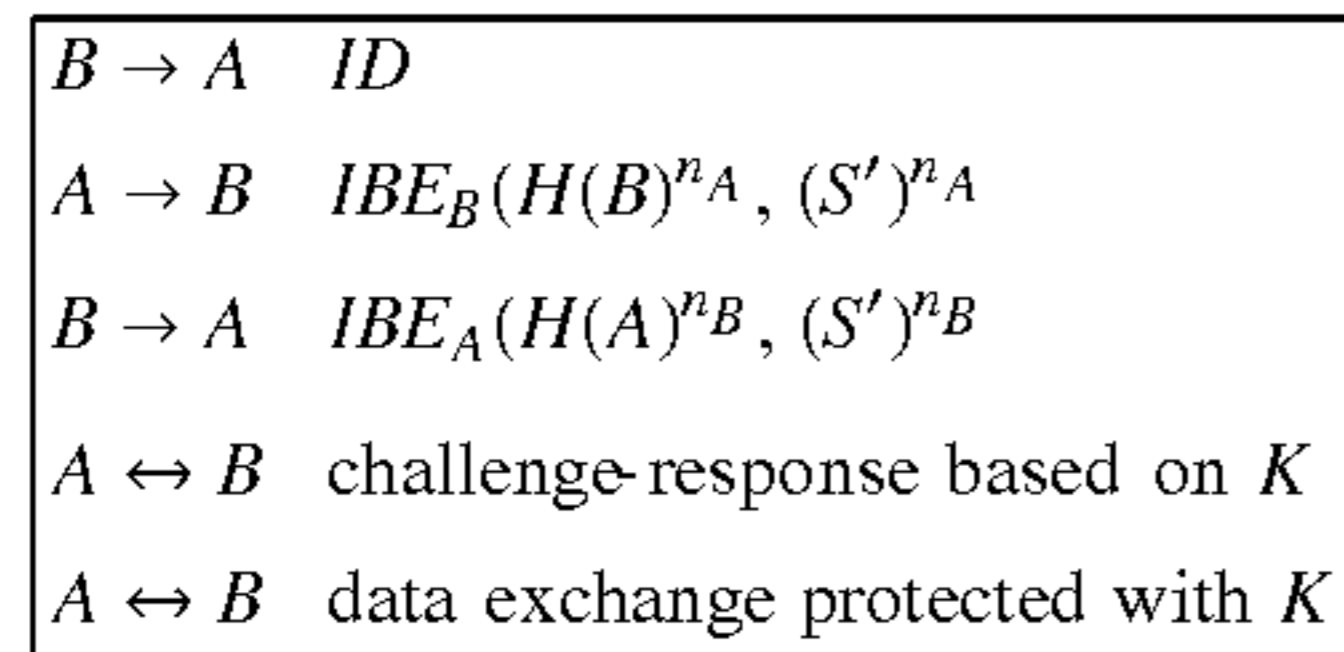 B → A ID
A → B IBE_B(H(B)^{n_A}, (S′)^{n_A}
B → A IBE_A(H(A)^{n_B}, (S′)^{n_B}
A ↔ B challenge-response based on K
A ↔ B data exchange protected with K